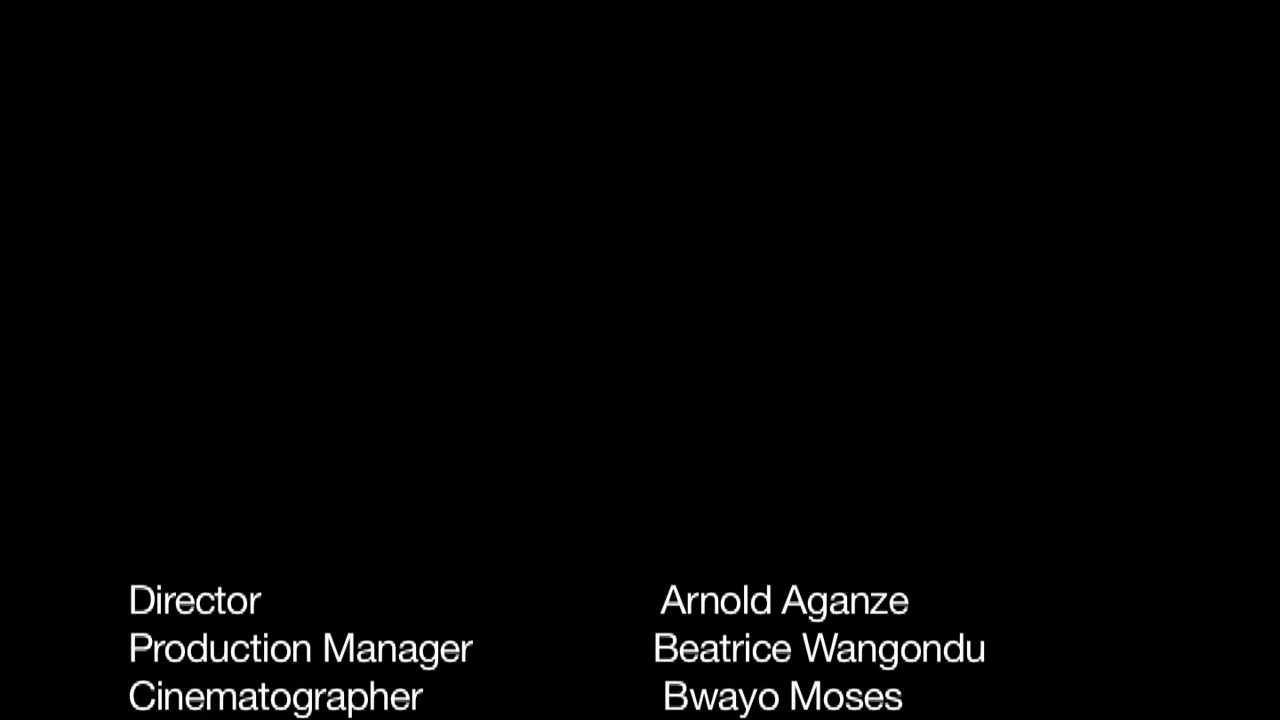 Director Arnold Aganze
Production Manager Beatrice Wangondu
Cinematographer Bwayo Moses